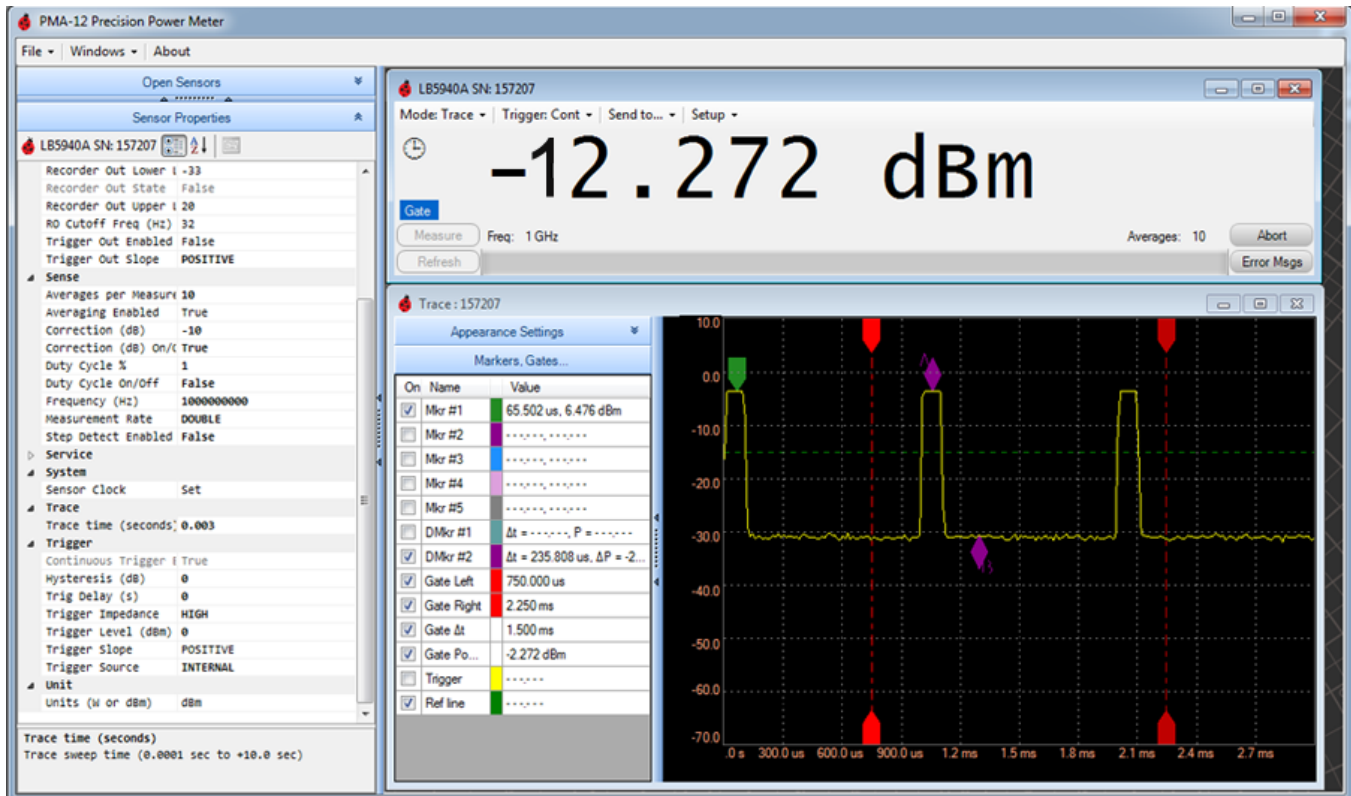 PMA-12 Precision Power Meter
File Windows About
Open Sensors
Sensor Properties
LB5940A SN: 157207
Recorder Out Lower L -33
Recorder Out State False
Recorder Out Upper L 20
RO Cutoff Freq (Hz) 32
Trigger Out Enabled False
Trigger Out Slope POSITIVE
Sense
Averages per Measure 10
Averaging Enabled True
Correction (dB) -10
Correction (dB) On/O True
Duty Cycle % 1
Duty Cycle On/Off False
Frequency (Hz) 1000000000
Measurement Rate DOUBLE
Step Detect Enabled False
Service
System
Sensor Clock Set
Trace
Trace time (seconds) 0.003
Trigger
Continuous Trigger E True
Hysteresis (dB) 0
Trig Delay (s) 0
Trigger Impedance HIGH
Trigger Level (dBm) 0
Trigger Slope POSITIVE
Trigger Source INTERNAL
Unit
Units (W or dBm) dBm
Trace time (seconds)
Trace sweep time (0.0001 sec to +10.0 sec)
LB5940A SN: 157207
Mode: Trace Trigger: Cont Send to... Setup
-12.272 dBm
Gate
Measure Freq: 1 GHz Averages: 10 Abort
Refresh Error Msgs
Trace : 157207
Appearance Settings
Markers, Gates...
On Name Value
Mkr #1 65.502 us, 6.476 dBm
Mkr #2 ---.---, ---.---
Mkr #3 ---.---, ---.---
Mkr #4 ---.---, ---.---
Mkr #5 ---.---, ---.---
DMkr #1 Δt = ---.---, P = ---.---
DMkr #2 Δt = 235.808 us, ΔP = -2...
Gate Left 750.000 us
Gate Right 2.250 ms
Gate Δt 1.500 ms
Gate Po... -2.272 dBm
Trigger ---.---
Ref line ---.---
10.0
0.0
-10.0
-20.0
-30.0
-40.0
-50.0
-60.0
-70.0
A
B
.0 s 300.0 us 600.0 us 900.0 us 1.2 ms 1.5 ms 1.8 ms 2.1 ms 2.4 ms 2.7 ms